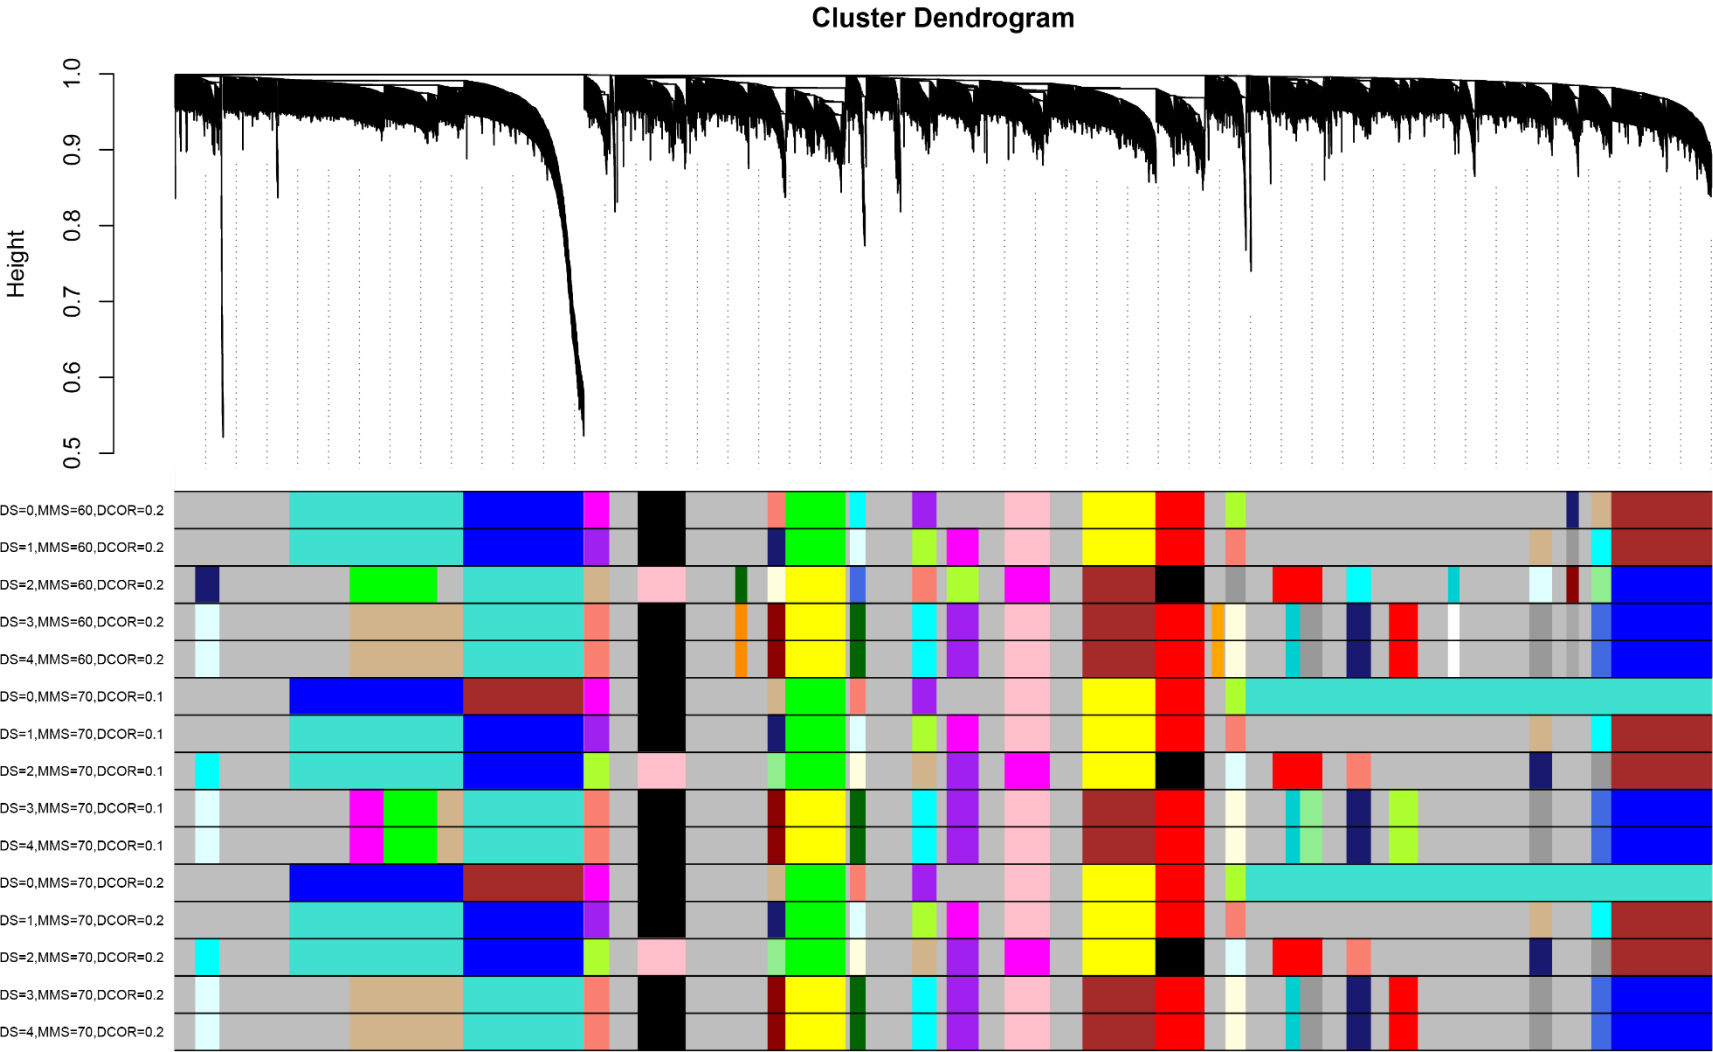 Cluster Dendrogram
Height
1.0
0.9
0.8
0.7
0.6
0.5
DS=0,MMS=60,DCOR=0.2
DS=1,MMS=60,DCOR=0.2
DS=2,MMS=60,DCOR=0.2
DS=3,MMS=60,DCOR=0.2
DS=4,MMS=60,DCOR=0.2
DS=0,MMS=70,DCOR=0.1
DS=1,MMS=70,DCOR=0.1
DS=2,MMS=70,DCOR=0.1
DS=3,MMS=70,DCOR=0.1
DS=4,MMS=70,DCOR=0.1
DS=0,MMS=70,DCOR=0.2
DS=1,MMS=70,DCOR=0.2
DS=2,MMS=70,DCOR=0.2
DS=3,MMS=70,DCOR=0.2
DS=4,MMS=70,DCOR=0.2